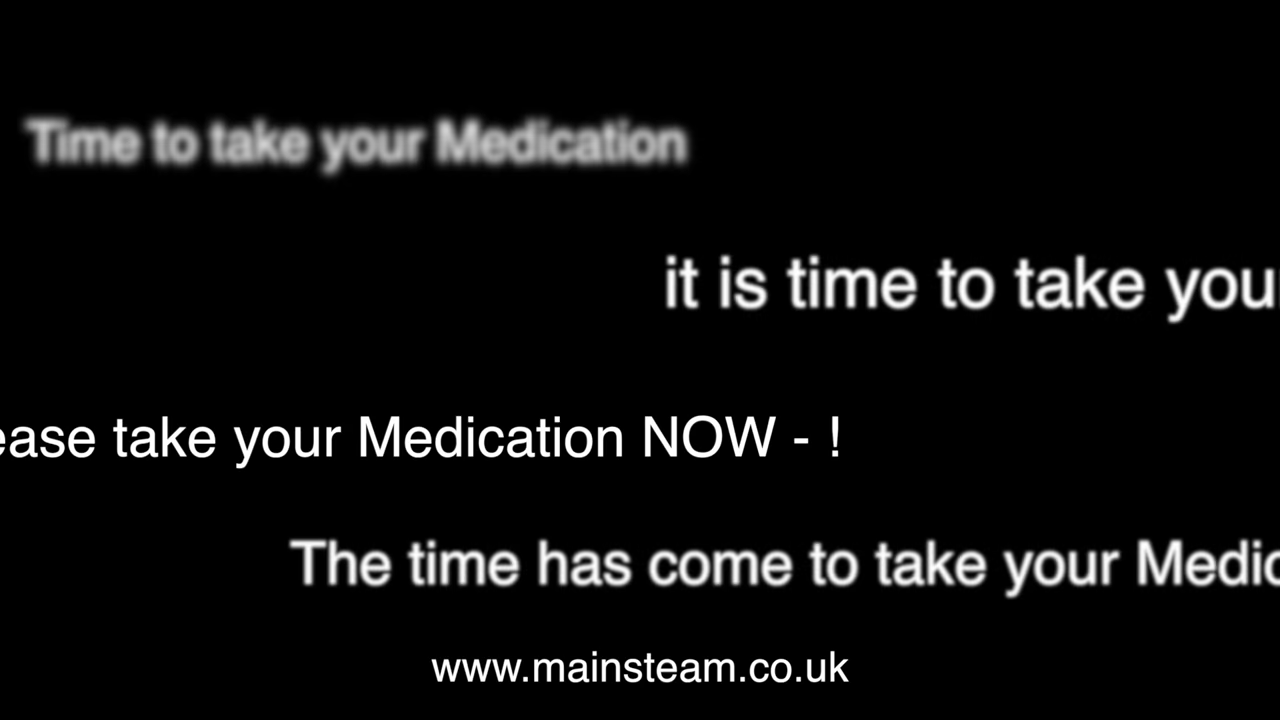 Time to take your Medication
it is time to take you
ease take your Medication NOW - !
The time has come to take your Medic
www.mainsteam.co.uk